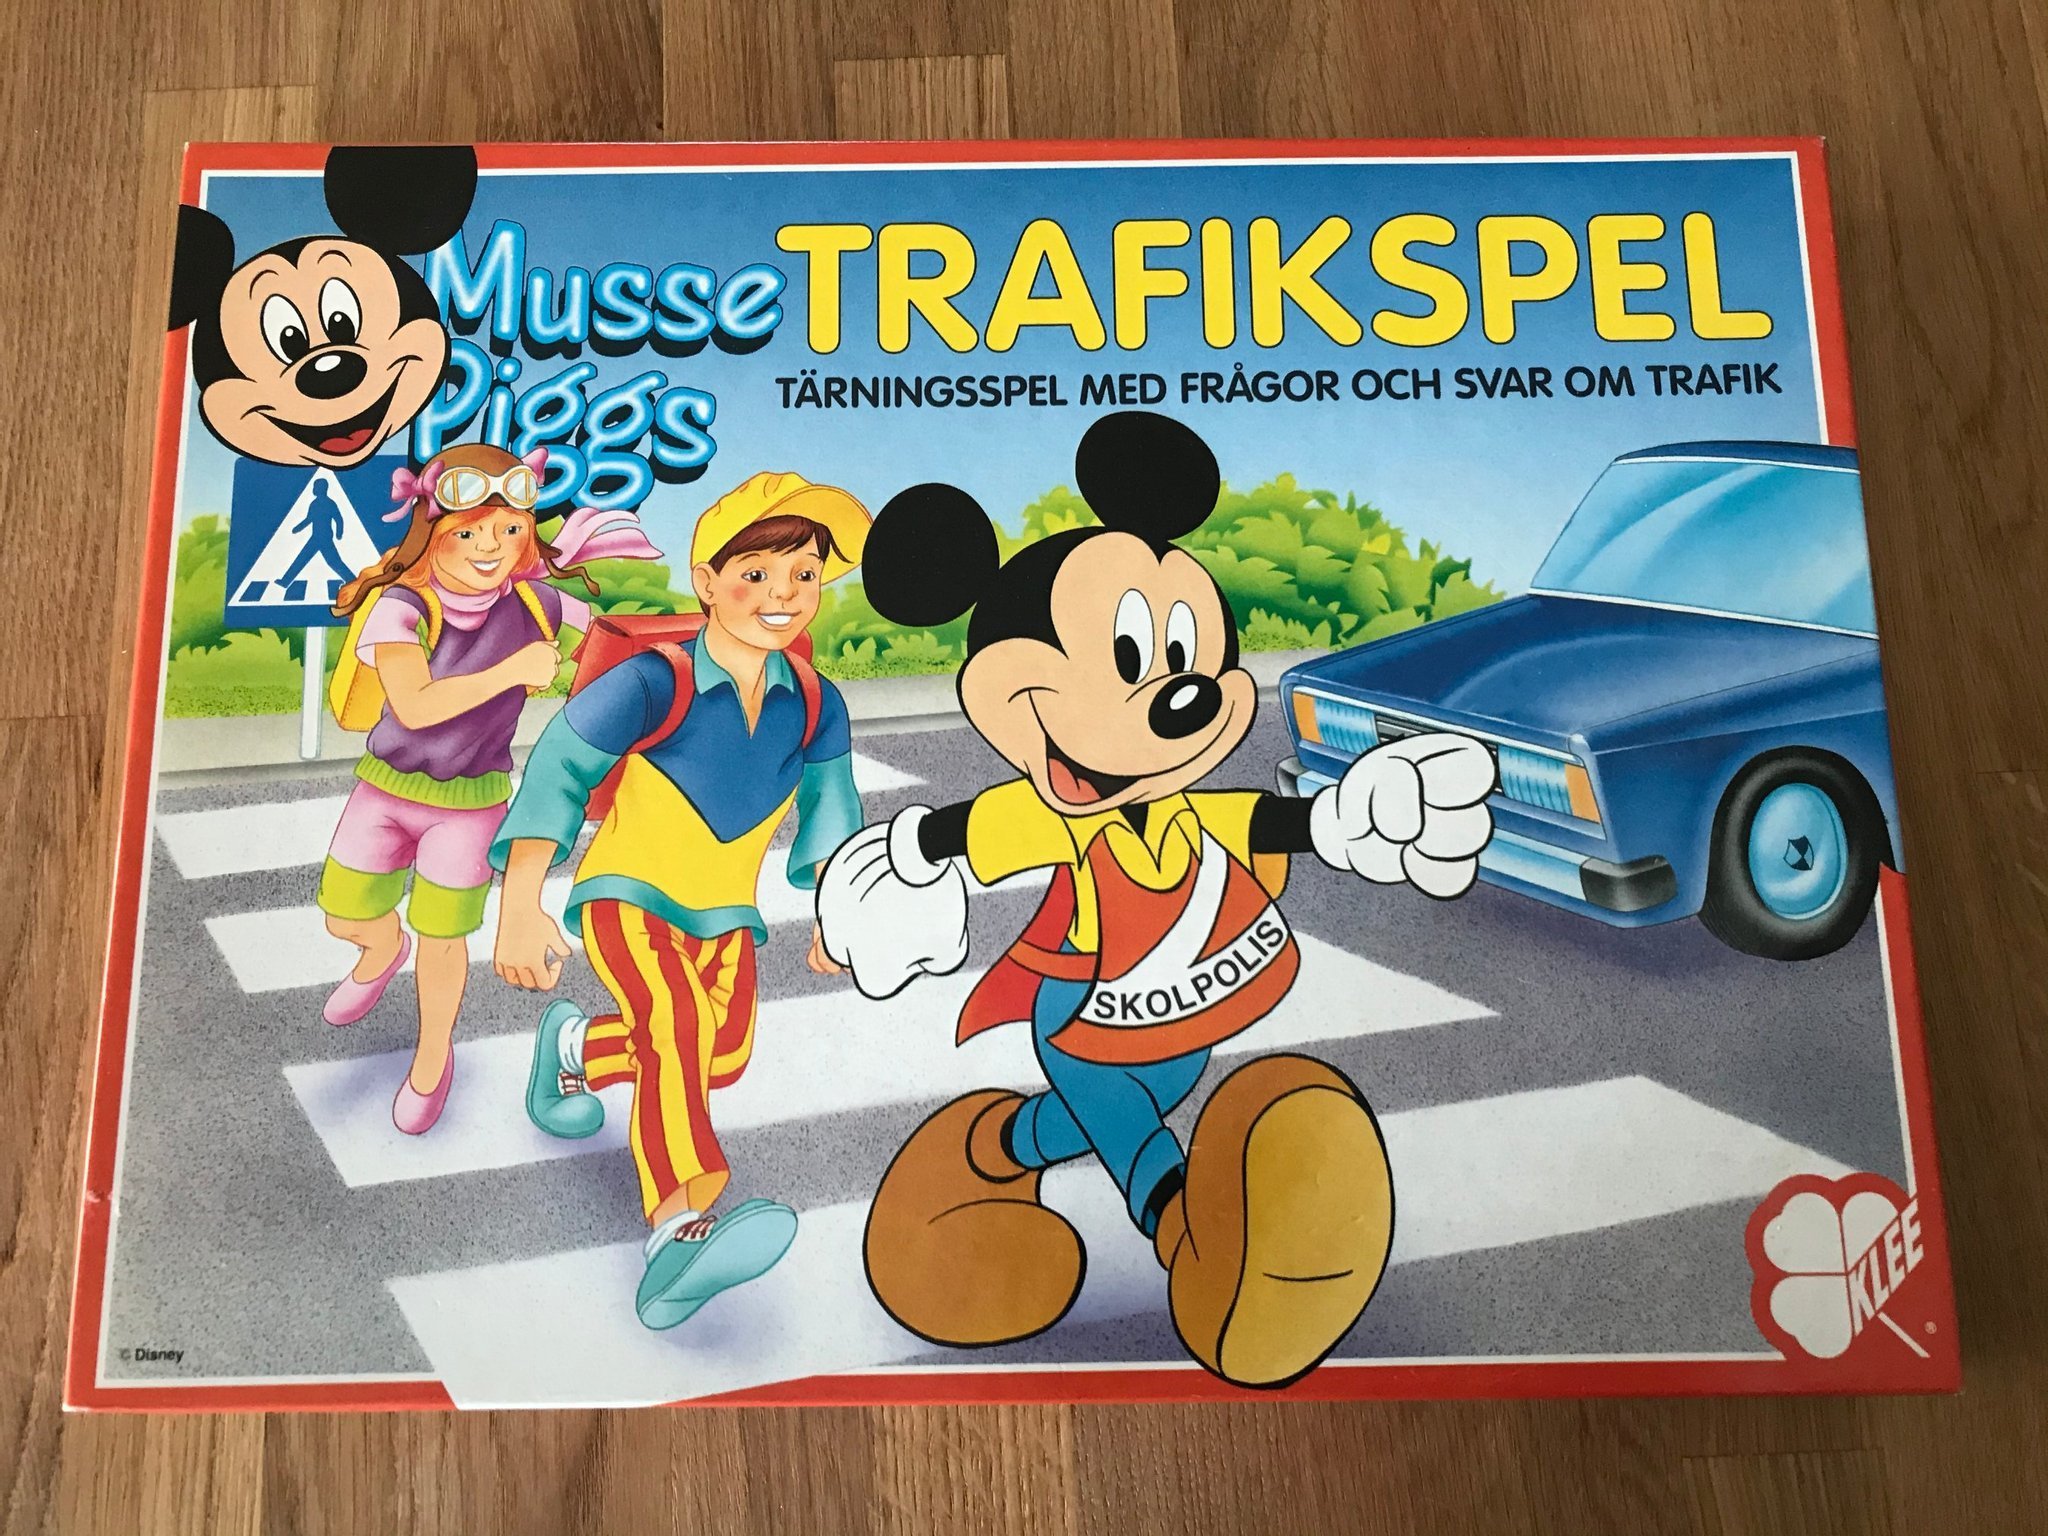 Musse
Piggs
TRAFIKSPEL
TÄRNINGSSPEL MED FRÅGOR OCH SVAR OM TRAFIK
SKOLPOLIS
KLEE
®
© Disney